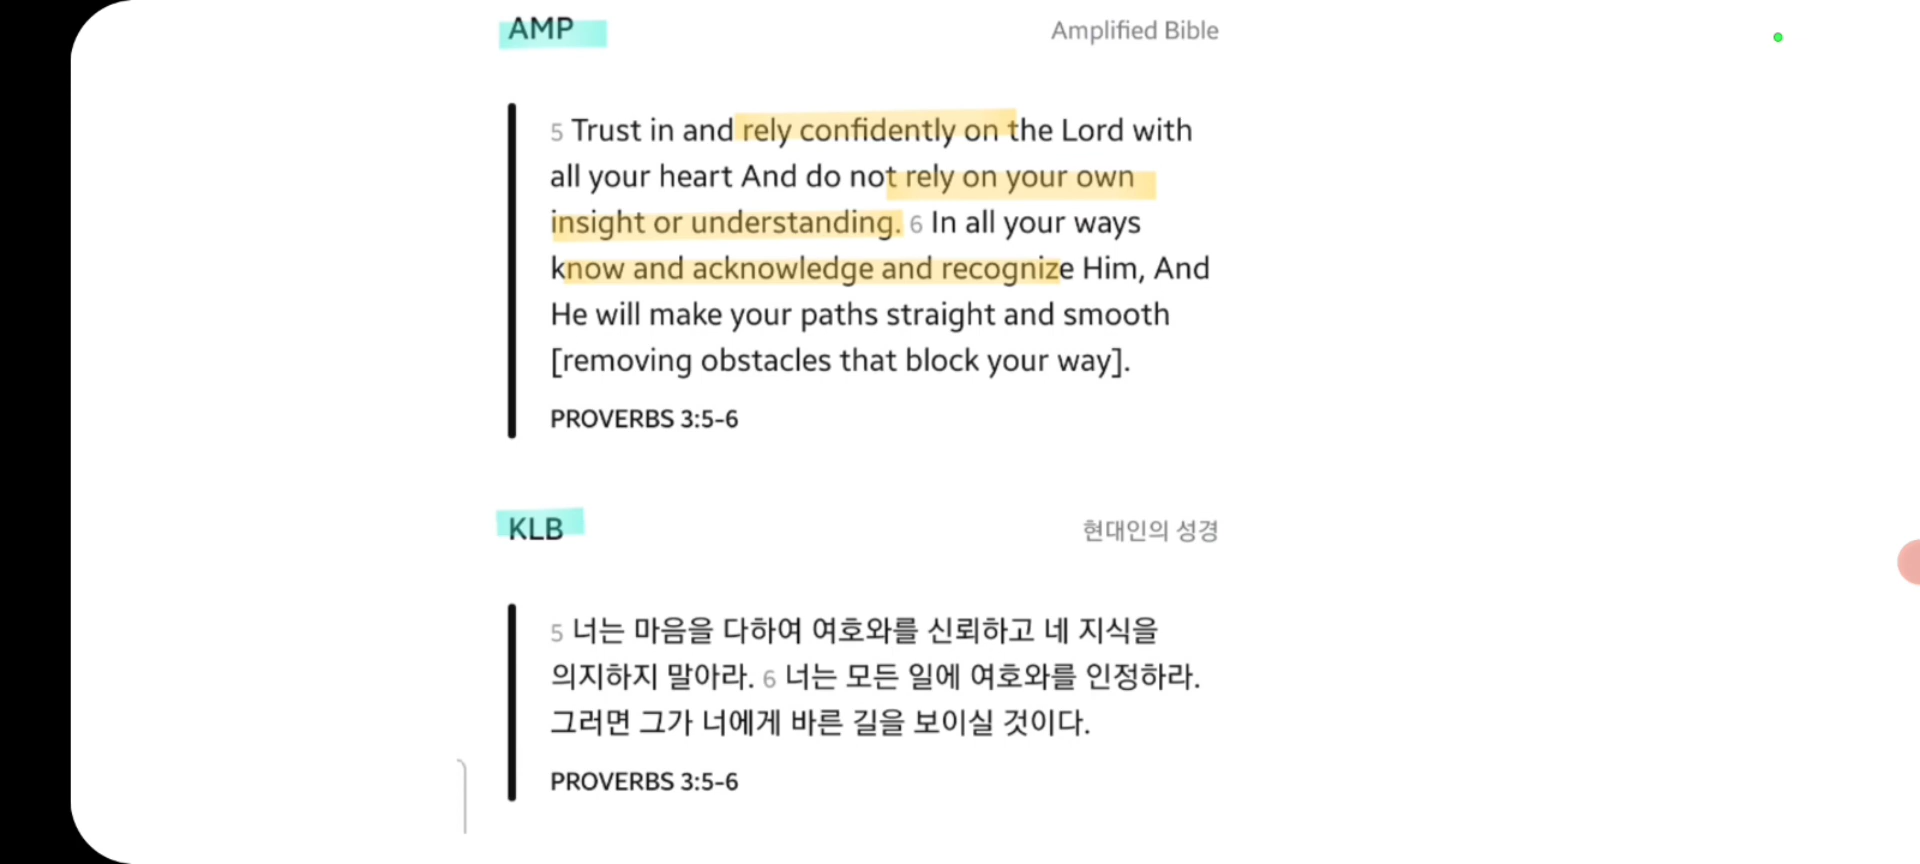 AMP
Amplified Bible
5 Trust in and rely confidently on the Lord with
all your heart And do not rely on your own
insight or understanding. 6 In all your ways
know and acknowledge and recognize Him, And
He will make your paths straight and smooth
[removing obstacles that block your way].
PROVERBS 3:5-6
KLB
현대인의 성경
5 너는 마음을 다하여 여호와를 신뢰하고 네 지식을
의지하지 말아라. 6 너는 모든 일에 여호와를 인정하라.
그러면 그가 너에게 바른 길을 보이실 것이다.
PROVERBS 3:5-6